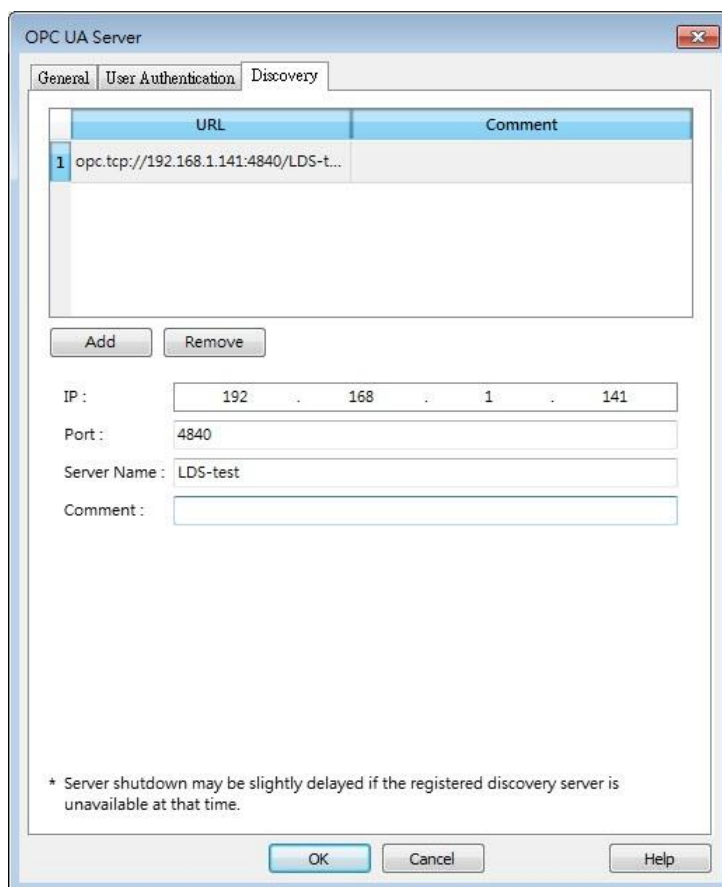 OPC UA Server
General User Authentication Discovery
URL Comment
1 opc.tcp://192.168.1.141:4840/LDS-t...
Add Remove
IP : 192 . 168 . 1 . 141
Port : 4840
Server Name : LDS-test
Comment :
* Server shutdown may be slightly delayed if the registered discovery server is
unavailable at that time.
OK Cancel Help